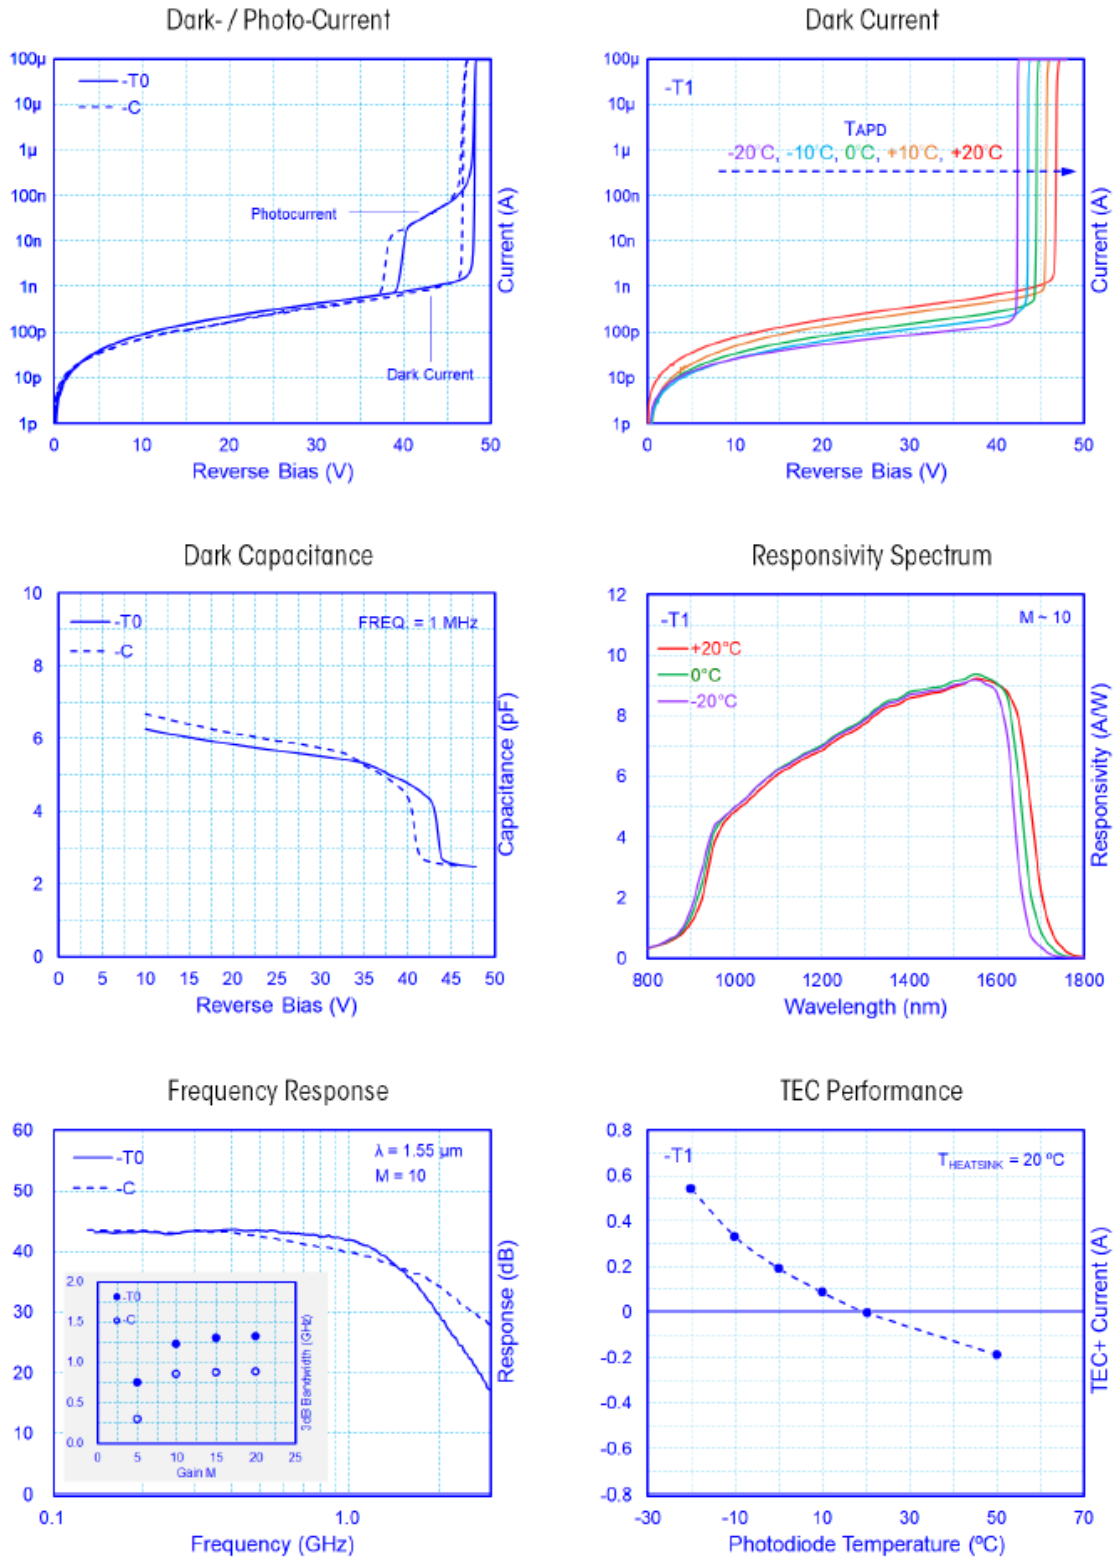 Dark- / Photo-Current
100µ
10µ
1µ
100n
10n
1n
100p
10p
1p
-T0
-C
Photocurrent
Dark Current
0 10 20 30 40 50
Reverse Bias (V)
Current (A)
Dark Current
100µ
10µ
1µ
100n
10n
1n
100p
10p
1p
-T1
TAPD
-20°C, -10°C, 0°C, +10°C, +20°C
0 10 20 30 40 50
Reverse Bias (V)
Current (A)
Dark Capacitance
10
8
6
4
2
0
-T0
-C
FREQ. = 1 MHz
0 5 10 15 20 25 30 35 40 45 50
Reverse Bias (V)
Capacitance (pF)
Responsivity Spectrum
12
10
8
6
4
2
0
-T1
M ~ 10
+20°C
0°C
-20°C
800 1000 1200 1400 1600 1800
Wavelength (nm)
Responsivity (A/W)
Frequency Response
60
50
40
30
20
10
0
-T0
-C
λ = 1.55 µm
M = 10
2.0
1.5
1.0
0.5
0.0
-T0
-C
0 5 10 15 20 25
Gain M
3dB Bandwidth (GHz)
0.1 1.0
Frequency (GHz)
Response (dB)
TEC Performance
0.8
0.6
0.4
0.2
0
-0.2
-0.4
-0.6
-0.8
-T1
THEATSINK = 20 ºC
-30 -10 10 30 50 70
Photodiode Temperature (ºC)
TEC+ Current (A)